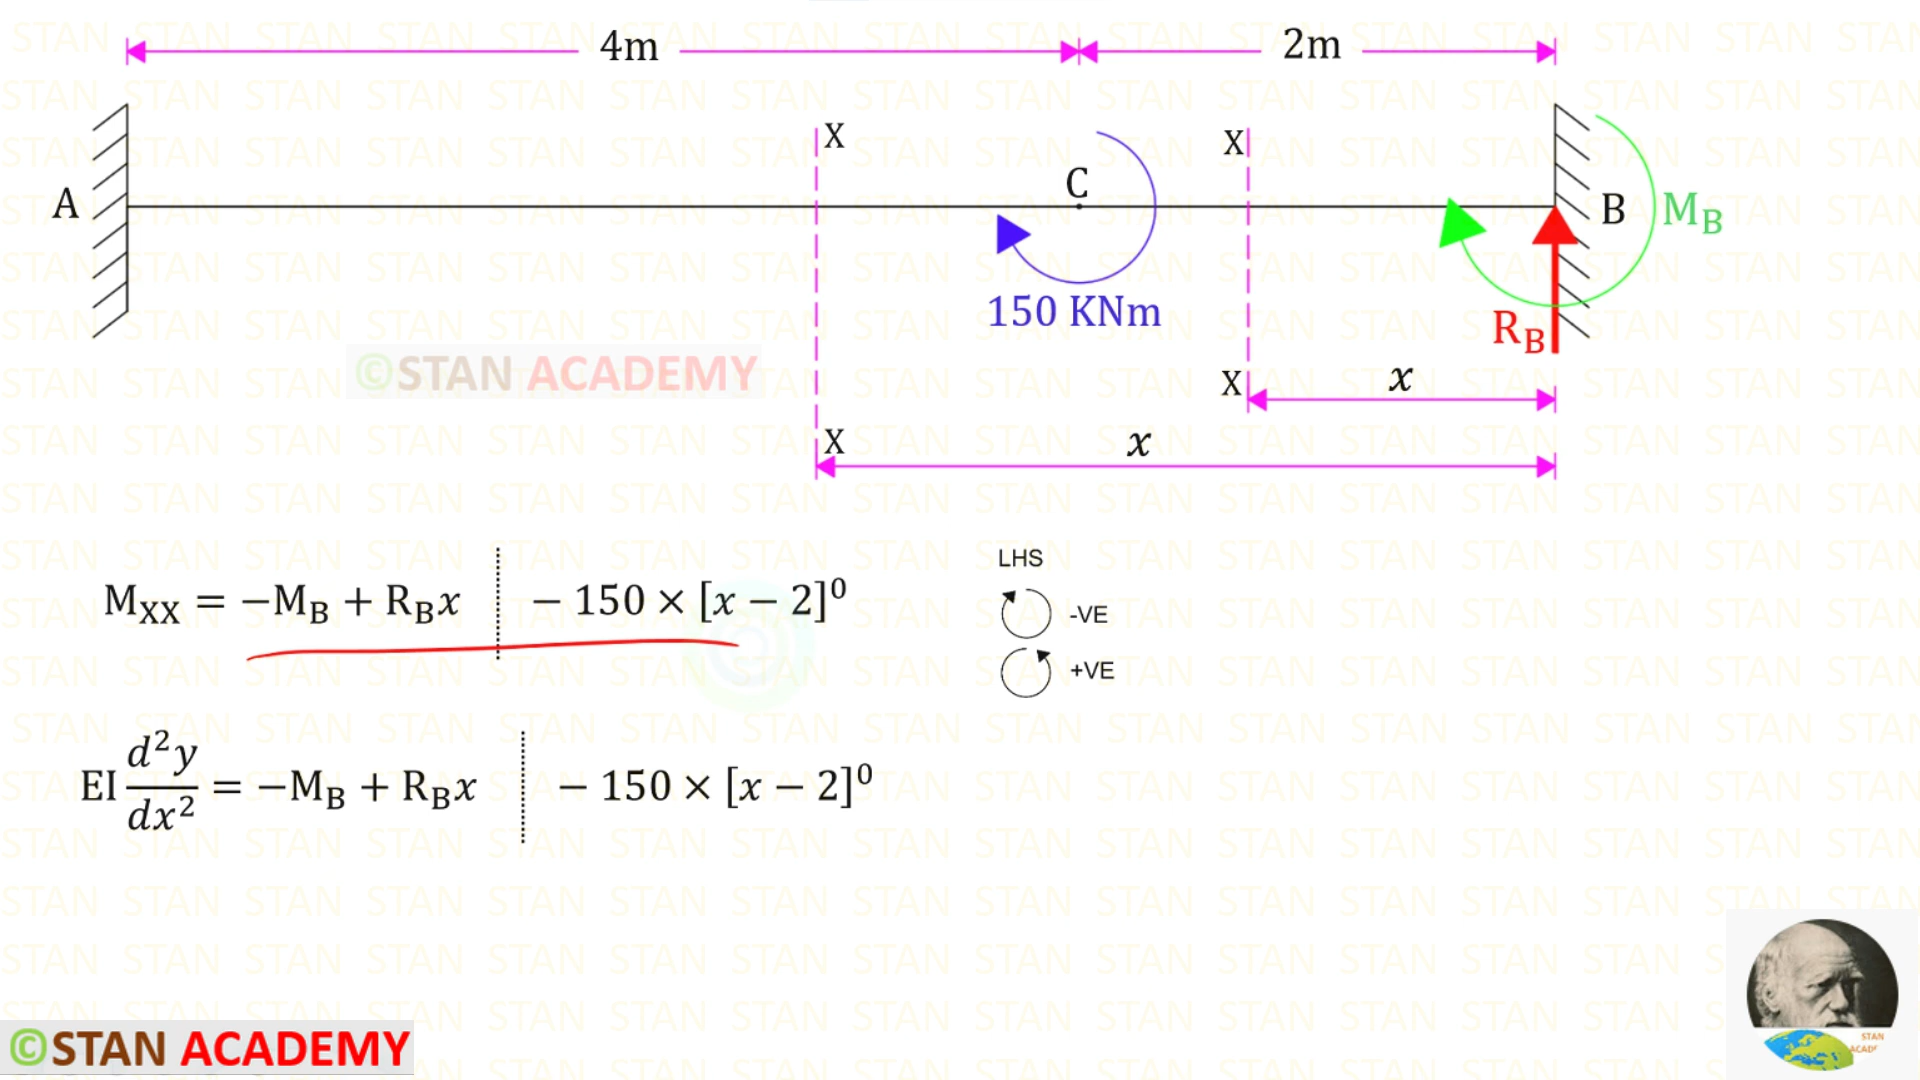 4m
2m
X
X
C
A
B
M_B
150 KNm
R_B
©STAN ACADEMY
X
x
X
x
LHS
M_XX = −M_B + R_B x − 150 × [x − 2]^0
-VE
+VE
EI d²y/dx² = −M_B + R_B x − 150 × [x − 2]^0
©STAN ACADEMY
STAN